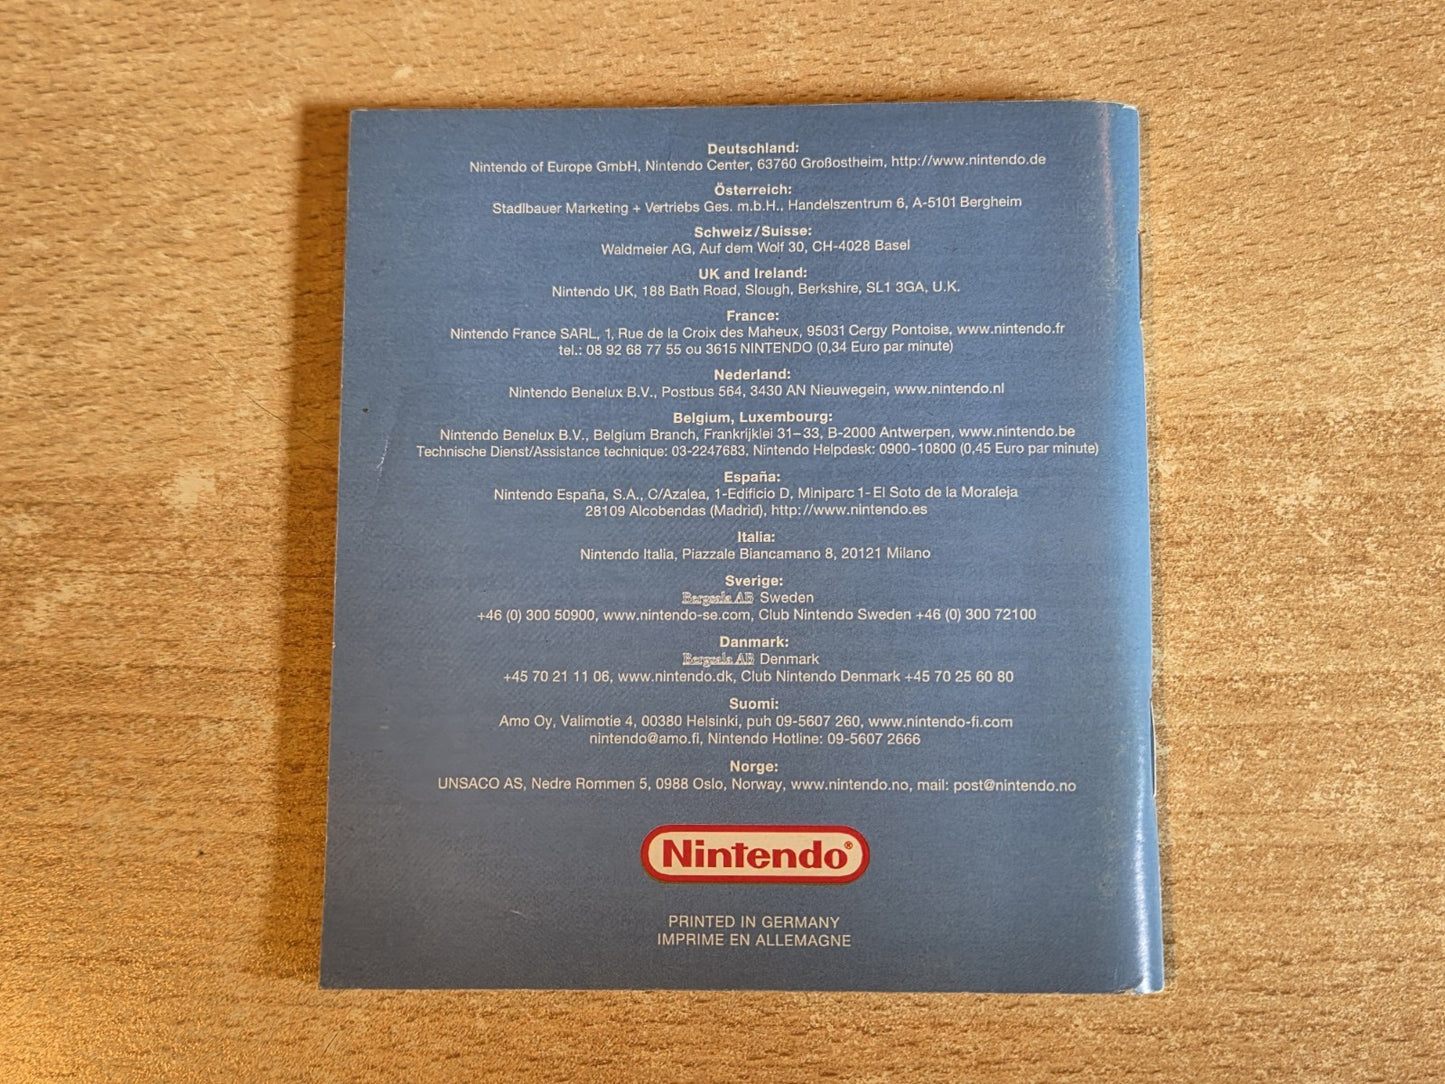 Deutschland:
Nintendo of Europe GmbH, Nintendo Center, 63760 Großostheim, http://www.nintendo.de
Österreich:
Stadlbauer Marketing + Vertriebs Ges. m.b.H., Handelszentrum 6, A-5101 Bergheim
Schweiz/Suisse:
Waldmeier AG, Auf dem Wolf 30, CH-4028 Basel
UK and Ireland:
Nintendo UK, 188 Bath Road, Slough, Berkshire, SL1 3GA, U.K.
France:
Nintendo France SARL, 1, Rue de la Croix des Maheux, 95031 Cergy Pontoise, www.nintendo.fr
tel.: 08 92 68 77 55 ou 3615 NINTENDO (0,34 Euro par minute)
Nederland:
Nintendo Benelux B.V., Postbus 564, 3430 AN Nieuwegein, www.nintendo.nl
Belgium, Luxembourg:
Nintendo Benelux B.V., Belgium Branch, Frankrijklei 31–33, B-2000 Antwerpen, www.nintendo.be
Technische Dienst/Assistance technique: 03-2247683, Nintendo Helpdesk: 0900-10800 (0,45 Euro par minute)
España:
Nintendo España, S.A., C/Azalea, 1-Edificio D, Miniparc 1- El Soto de la Moraleja
28109 Alcobendas (Madrid), http://www.nintendo.es
Italia:
Nintendo Italia, Piazzale Biancamano 8, 20121 Milano
Sverige:
Bergsala AB Sweden
+46 (0) 300 50900, www.nintendo-se.com, Club Nintendo Sweden +46 (0) 300 72100
Danmark:
Bergsala AB Denmark
+45 70 21 11 06, www.nintendo.dk, Club Nintendo Denmark +45 70 25 60 80
Suomi:
Amo Oy, Valimotie 4, 00380 Helsinki, puh 09-5607 260, www.nintendo-fi.com
nintendo@amo.fi, Nintendo Hotline: 09-5607 2666
Norge:
UNSACO AS, Nedre Rommen 5, 0988 Oslo, Norway, www.nintendo.no, mail: post@nintendo.no
Nintendo®
PRINTED IN GERMANY
IMPRIME EN ALLEMAGNE